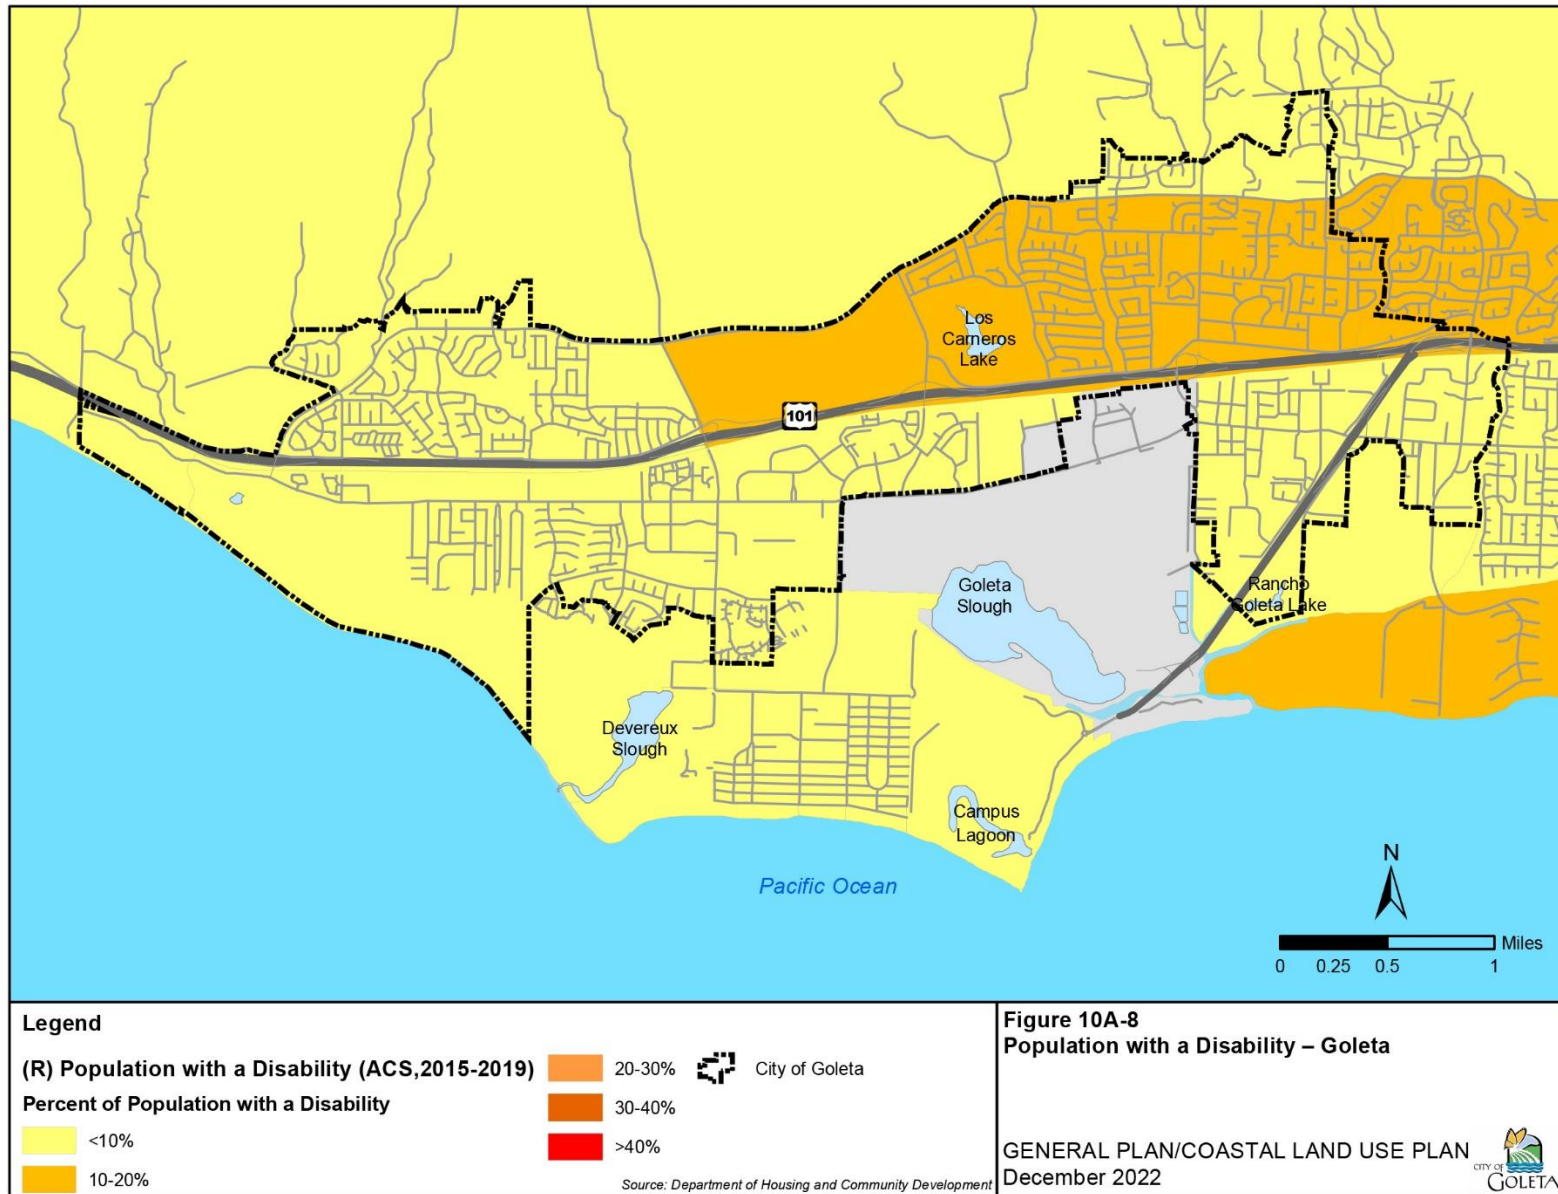 Los
Carneros
Lake
101
Goleta
Slough
Rancho
Goleta Lake
Devereux
Slough
Campus
Lagoon
Pacific Ocean
N
Miles
0 0.25 0.5 1
Legend
(R) Population with a Disability (ACS,2015-2019)
Percent of Population with a Disability
<10%
10-20%
20-30%
30-40%
>40%
City of Goleta
Source: Department of Housing and Community Development
Figure 10A-8
Population with a Disability – Goleta
GENERAL PLAN/COASTAL LAND USE PLAN
December 2022
CITY OF
GOLETA